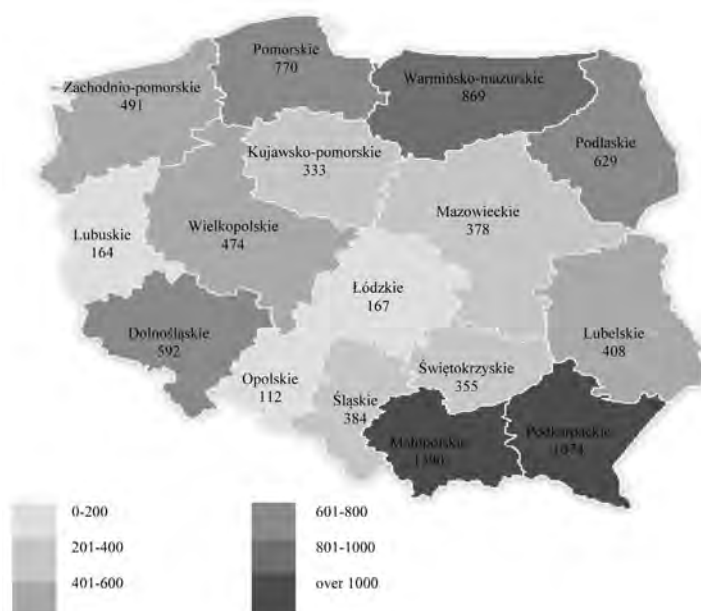 Pomorskie
770
Zachodnio-pomorskie
491
Warmińsko-mazurskie
869
Podlaskie
629
Kujawsko-pomorskie
333
Mazowieckie
378
Wielkopolskie
474
Lubuskie
164
Łódzkie
167
Dolnośląskie
592
Lubelskie
408
Opolskie
112
Śląskie
384
Świętokrzyskie
355
Małopolskie
1390
Podkarpackie
1074
0-200
201-400
401-600
601-800
801-1000
over 1000